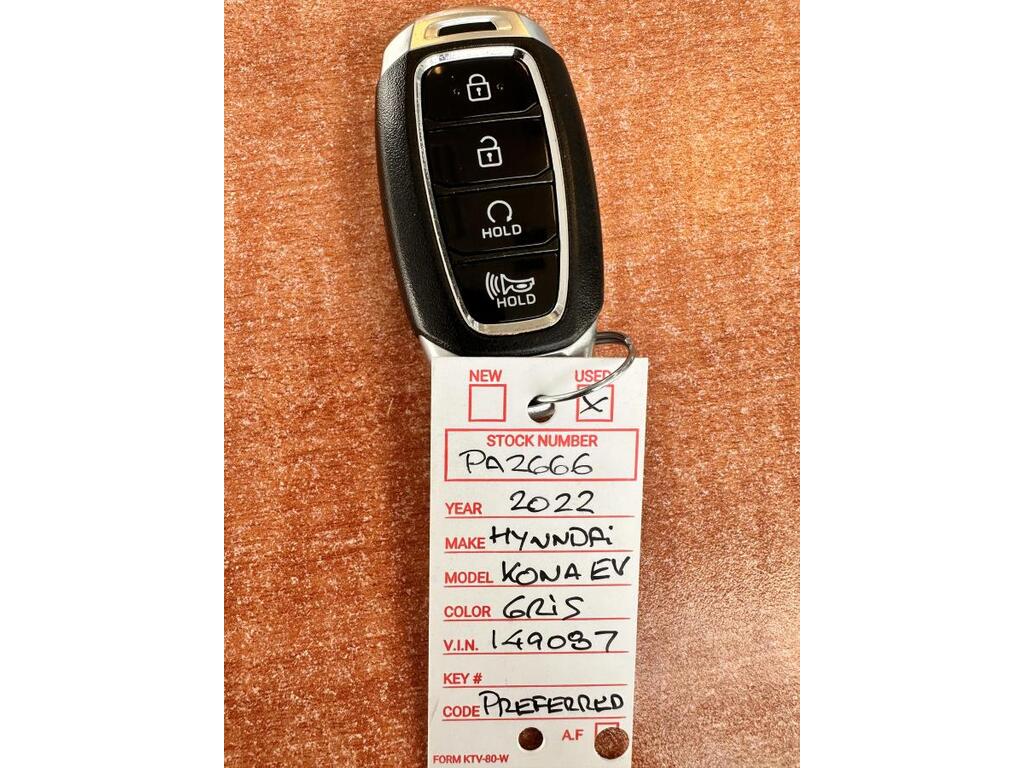 HOLD
HOLD
NEW USED
X
STOCK NUMBER
PA2666
YEAR 2022
MAKE HYNNDAi
MODEL KONA EV
COLOR GRiS
V.I.N. 149087
KEY #
CODE PREFERRED
A.F
FORM KTV-80-W